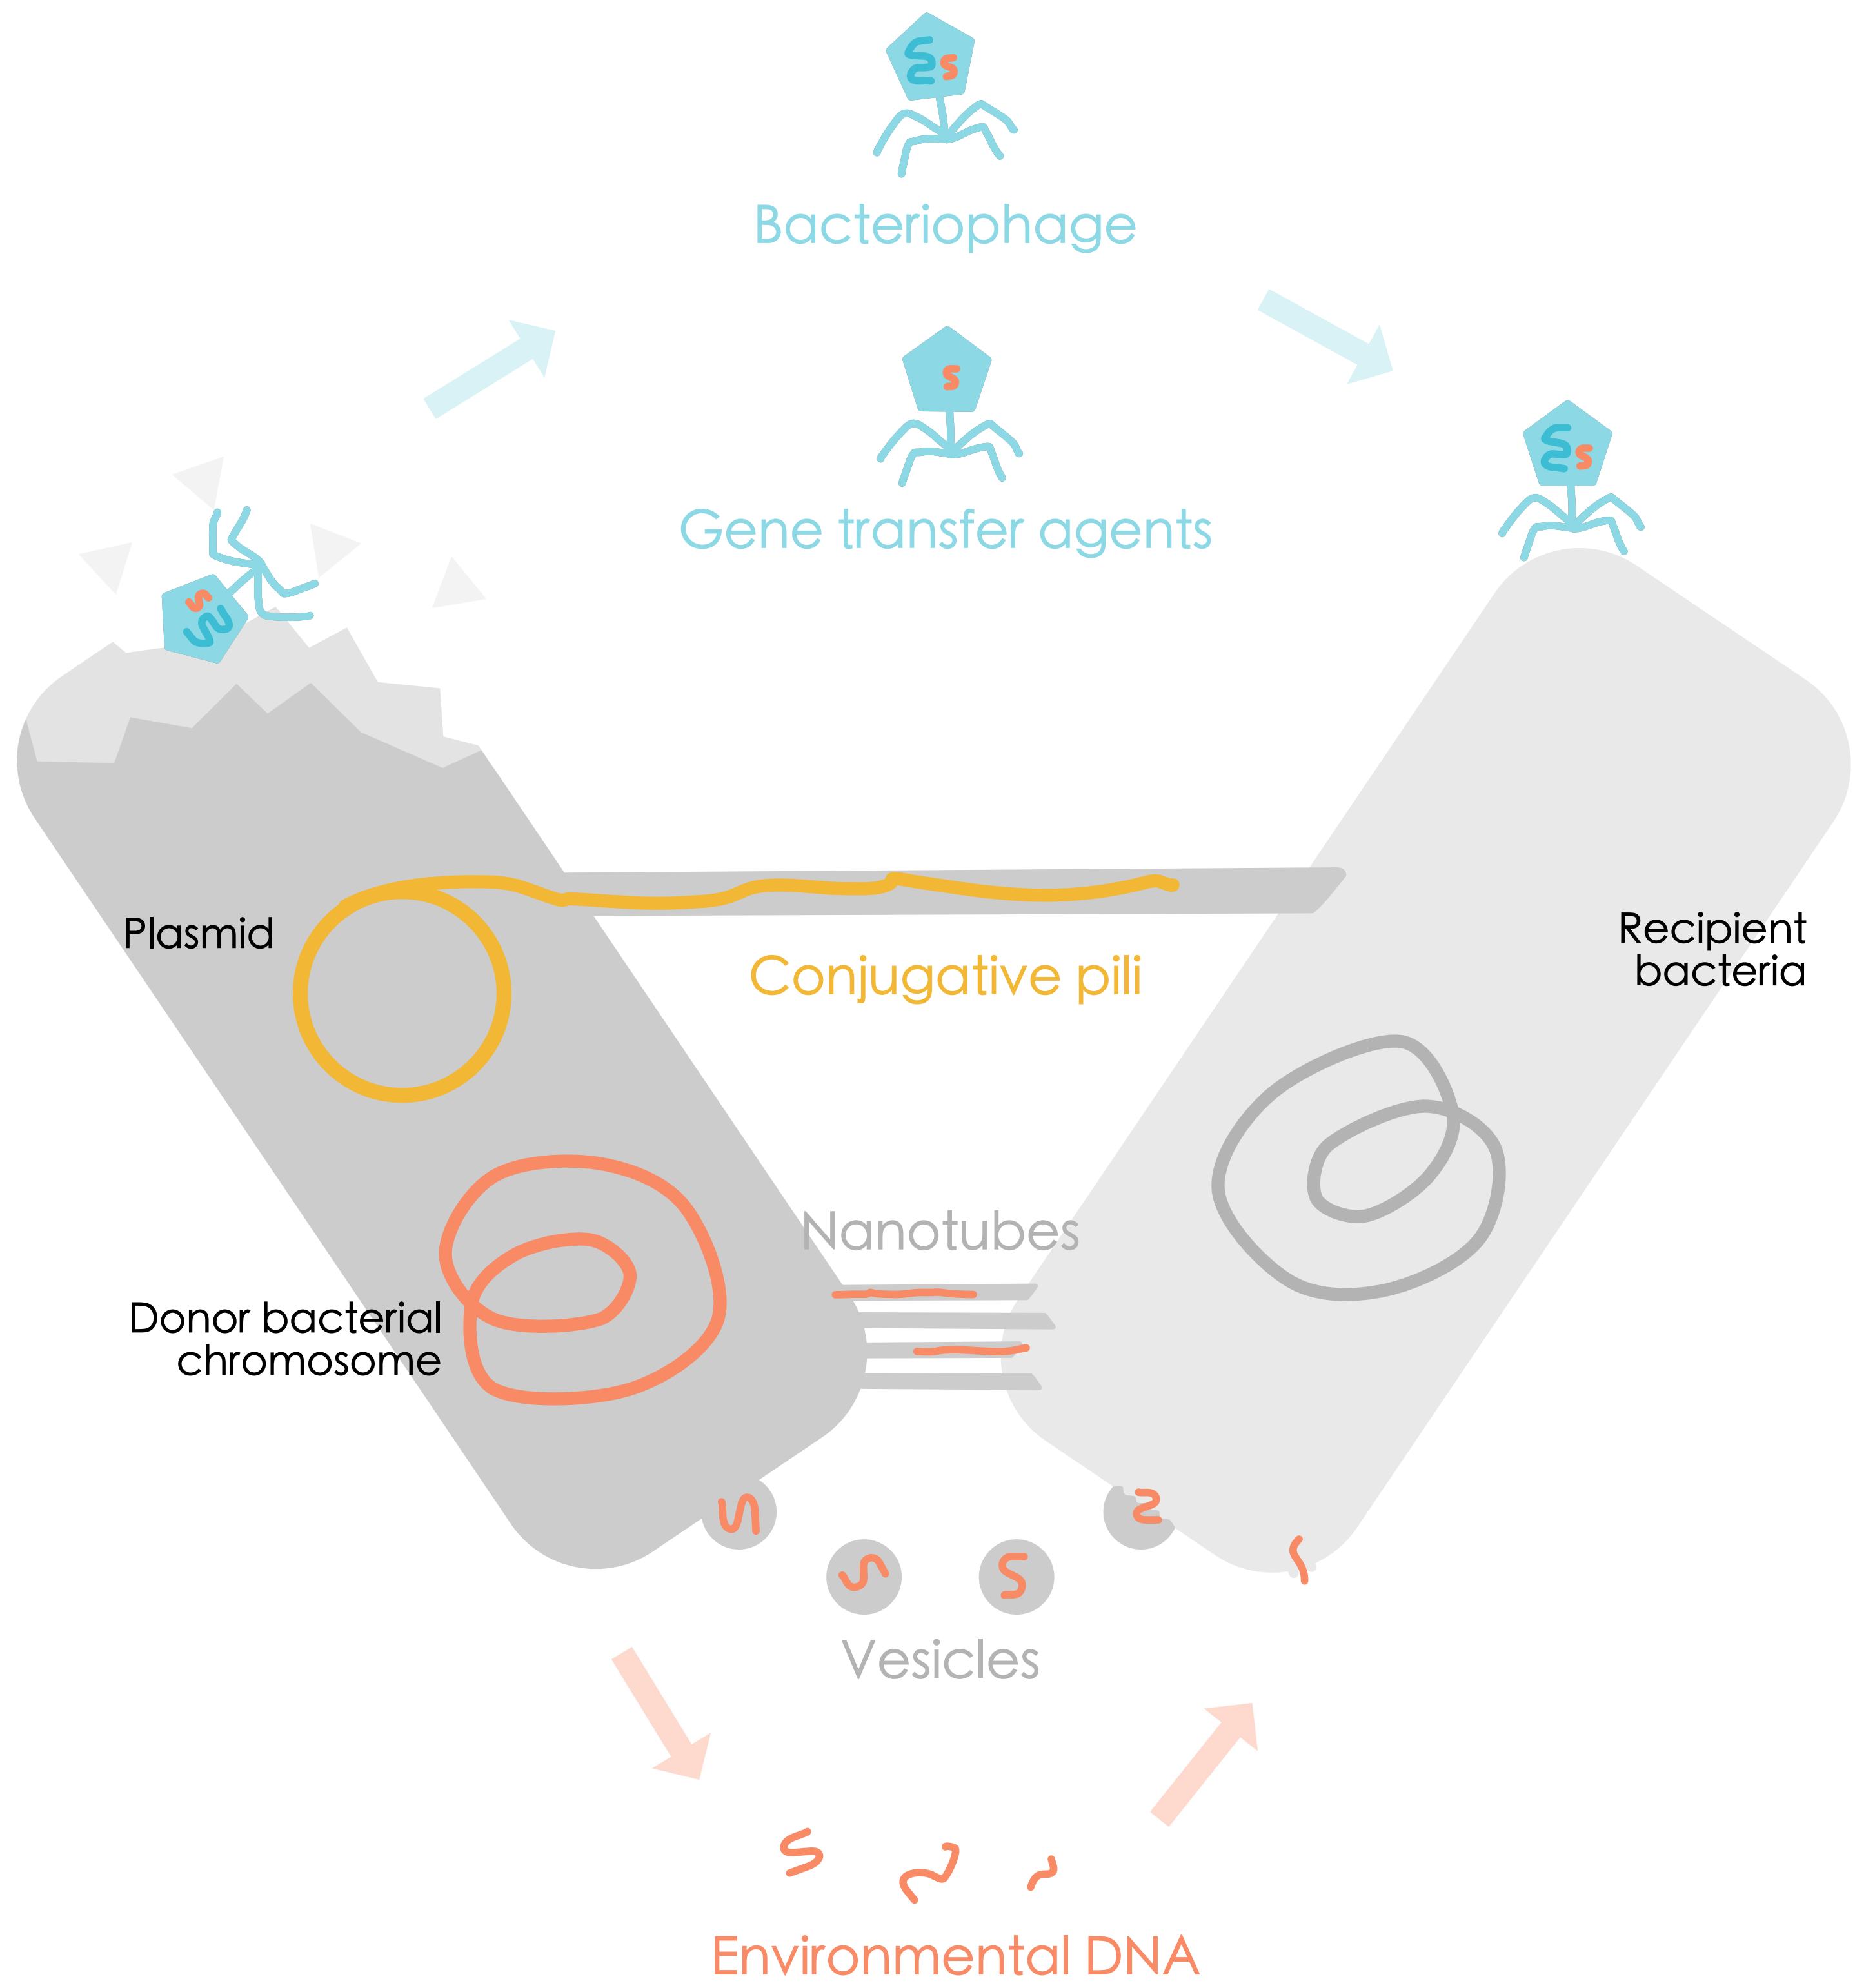 Bacteriophage
Gene transfer agents
Plasmid
Conjugative pili
Recipient
bacteria
Nanotubes
Donor bacterial
chromosome
Vesicles
Environmental DNA